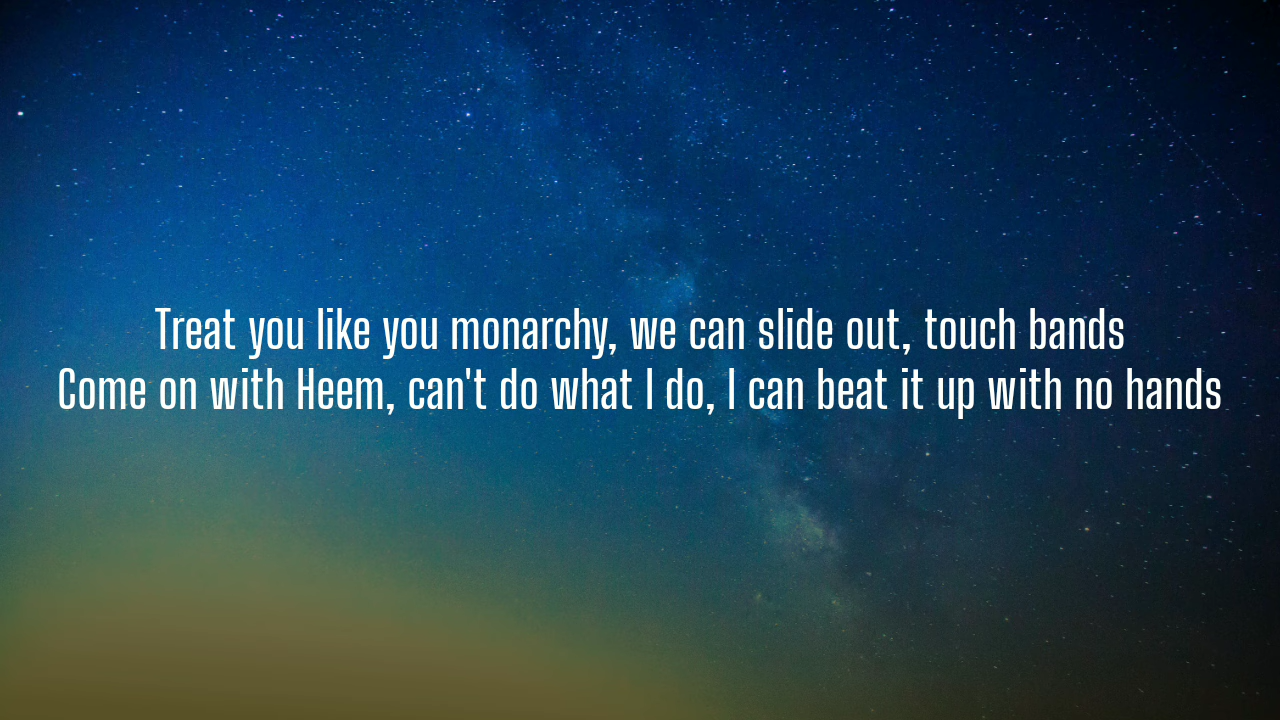 Treat you like you monarchy, we can slide out, touch bands
Come on with Heem, can't do what I do, I can beat it up with no hands